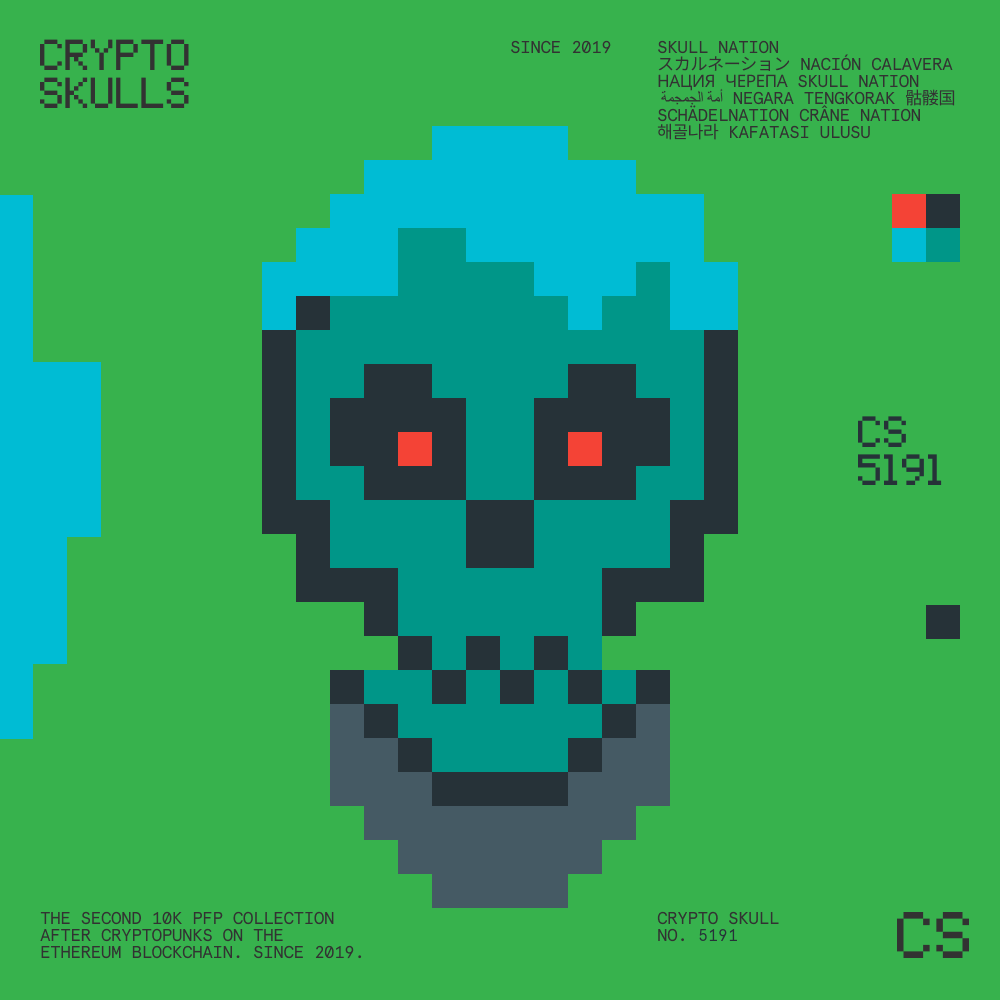 CRYPTO
SKULLS
SINCE 2019
SKULL NATION
スカルネーション NACIÓN CALAVERA
НАЦИЯ ЧЕРЕПА SKULL NATION
أمة الجمجمة NEGARA TENGKORAK 骷髅国
SCHÄDELNATION CRÂNE NATION
해골나라 KAFATASI ULUSU
CS
5191
THE SECOND 10K PFP COLLECTION
AFTER CRYPTOPUNKS ON THE
ETHEREUM BLOCKCHAIN. SINCE 2019.
CRYPTO SKULL
NO. 5191
CS